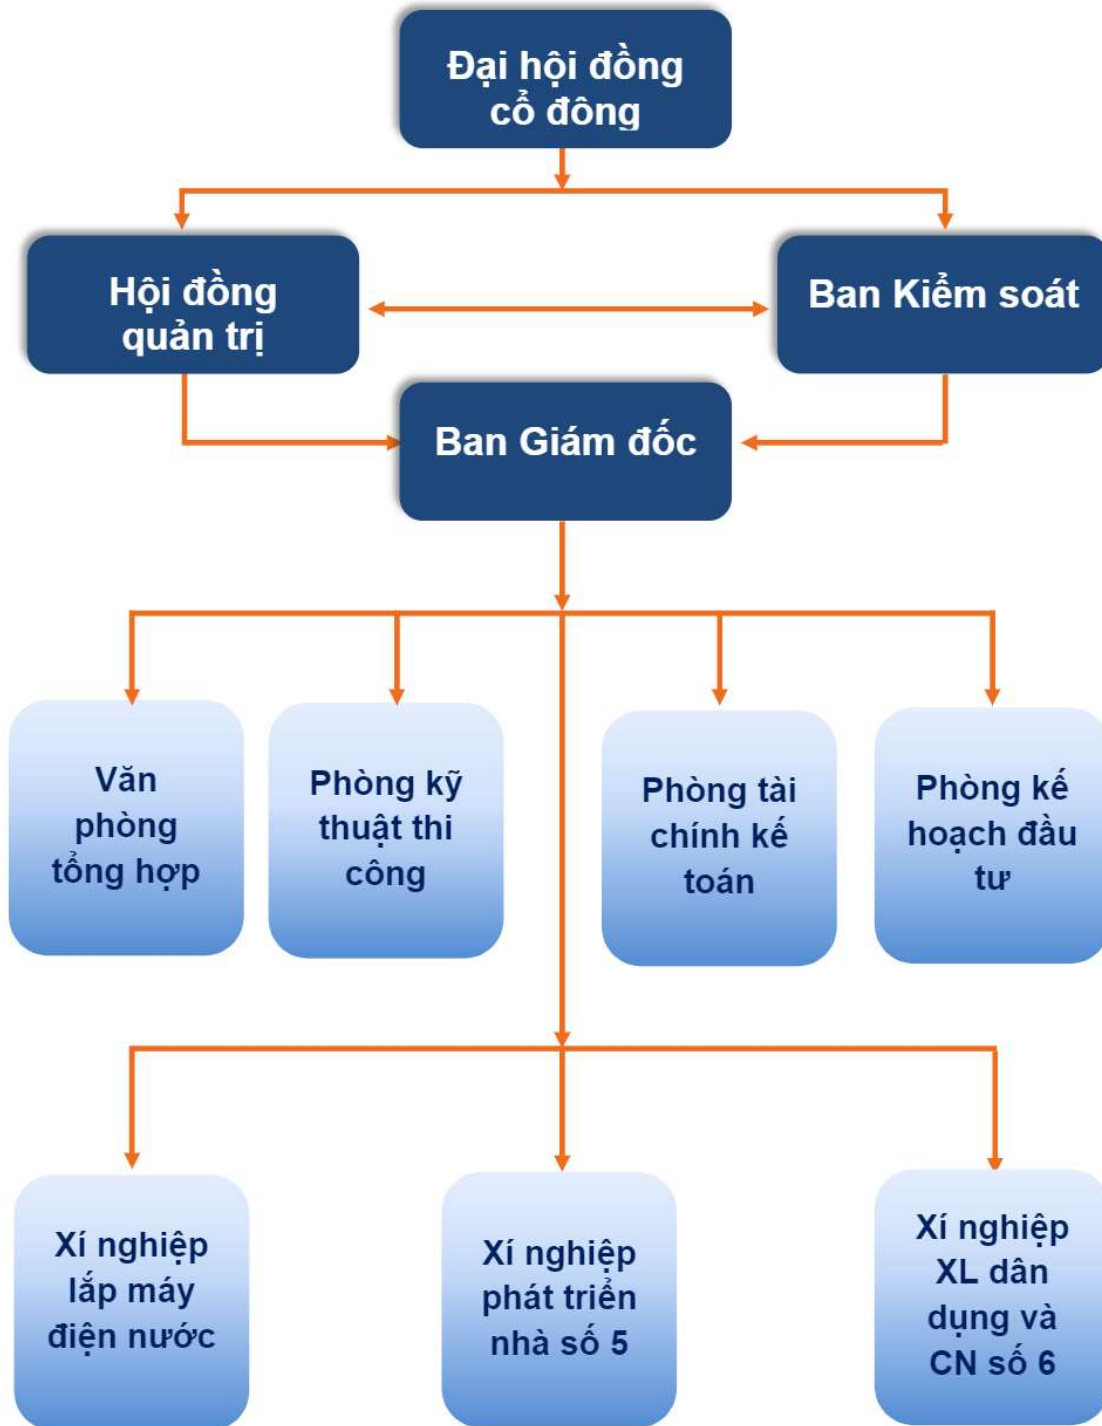 Đại hội đồng
cổ đông
Hội đồng
quản trị
Ban Kiểm soát
Ban Giám đốc
Văn
phòng
tổng hợp
Phòng kỹ
thuật thi
công
Phòng tài
chính kế
toán
Phòng kế
hoạch đầu
tư
Xí nghiệp
lắp máy
điện nước
Xí nghiệp
phát triển
nhà số 5
Xí nghiệp
XL dân
dụng và
CN số 6